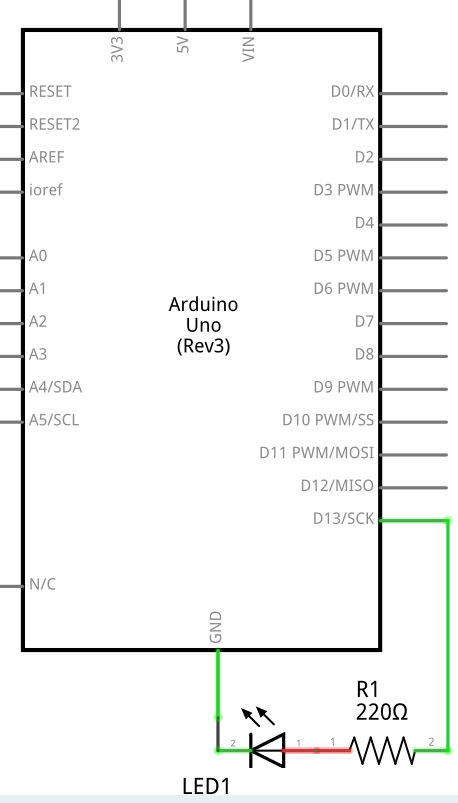 3V3
5V
VIN
RESET
RESET2
AREF
ioref
A0
A1
A2
A3
A4/SDA
A5/SCL
N/C
Arduino
Uno
(Rev3)
D0/RX
D1/TX
D2
D3 PWM
D4
D5 PWM
D6 PWM
D7
D8
D9 PWM
D10 PWM/SS
D11 PWM/MOSI
D12/MISO
D13/SCK
GND
R1
220Ω
2
1
1
2
LED1